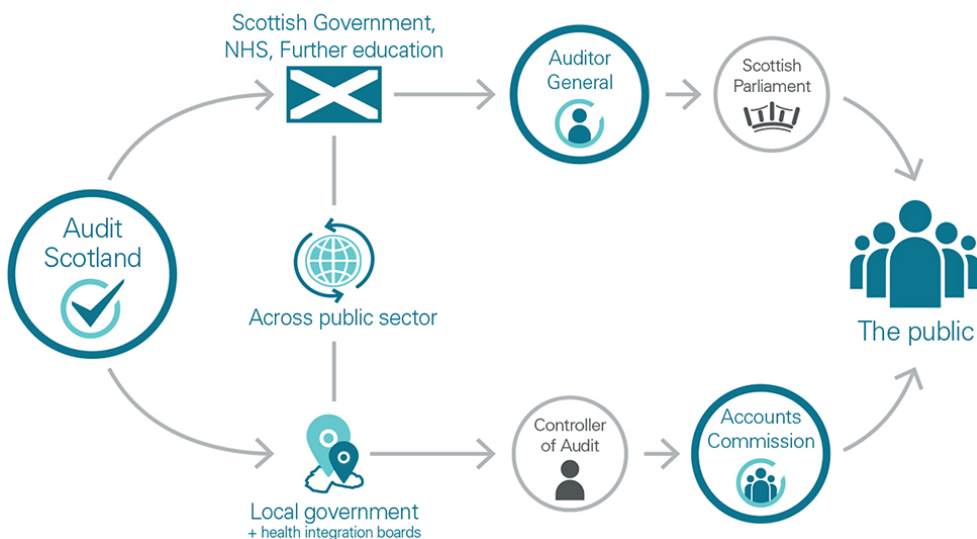 Scottish Government,
NHS, Further education
Auditor
General
Scottish
Parliament
Audit
Scotland
Across public sector
The public
Controller
of Audit
Accounts
Commission
Local government
+ health integration boards